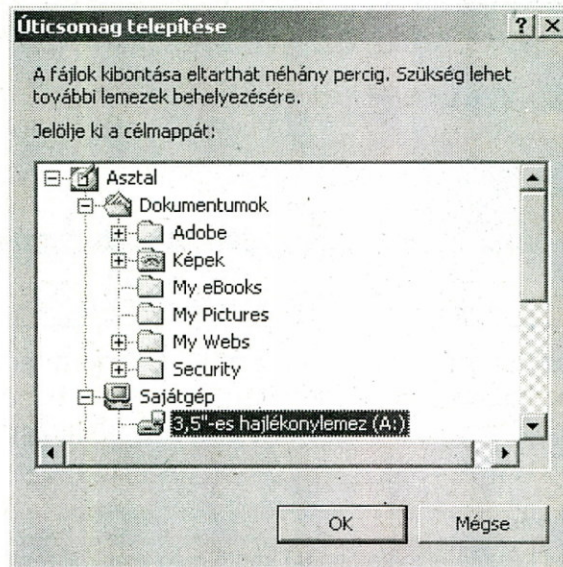 Úticsomag telepítése
A fájlok kibontása eltarthat néhány percig. Szükség lehet
további lemezek behelyezésére.
Jelölje ki a célmappát:
Asztal
Dokumentumok
Adobe
Képek
My eBooks
My Pictures
My Webs
Security
Sajátgép
3,5"-es hajlékonylemez (A:)
OK Mégse